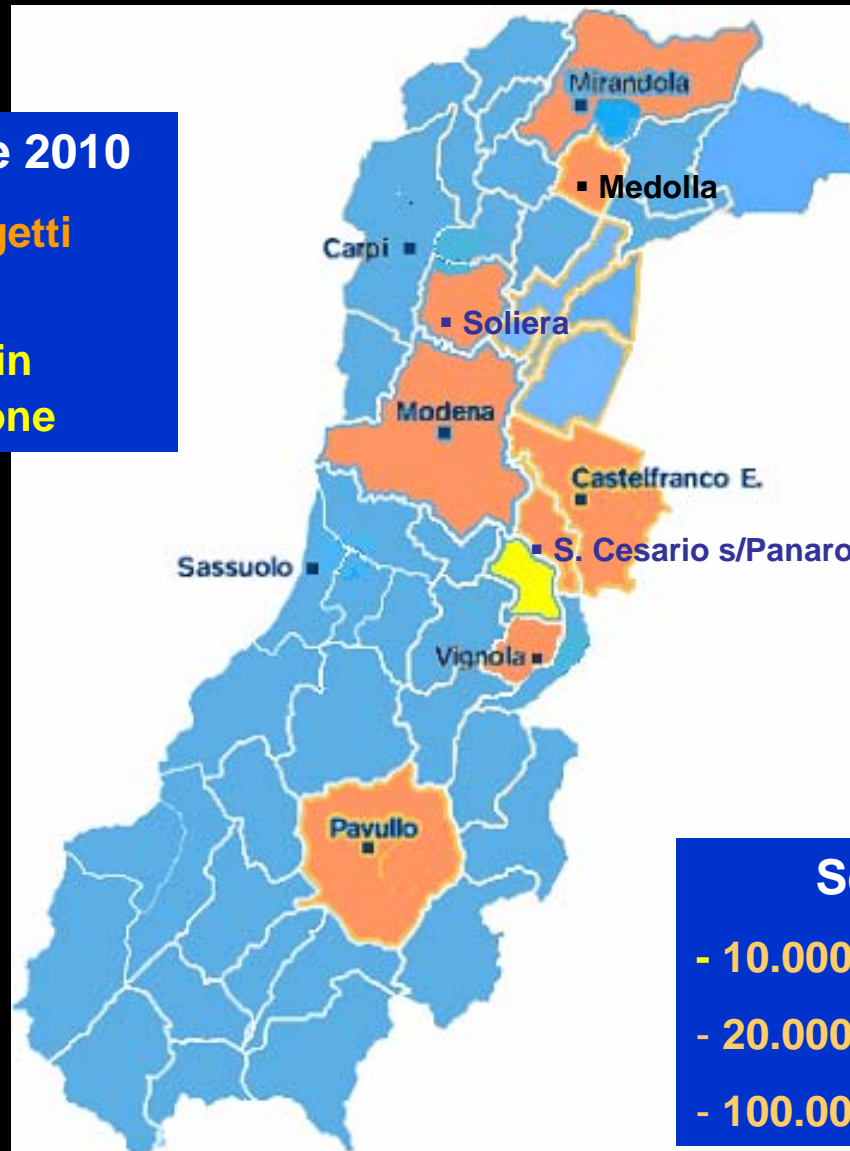 e 2010
getti
in
one
Mirandola
Medolla
Carpi
Soliera
Modena
Castelfranco E.
S. Cesario s/Panaro
Sassuolo
Vignola
Pavullo
S
- 10.000
- 20.000
- 100.00